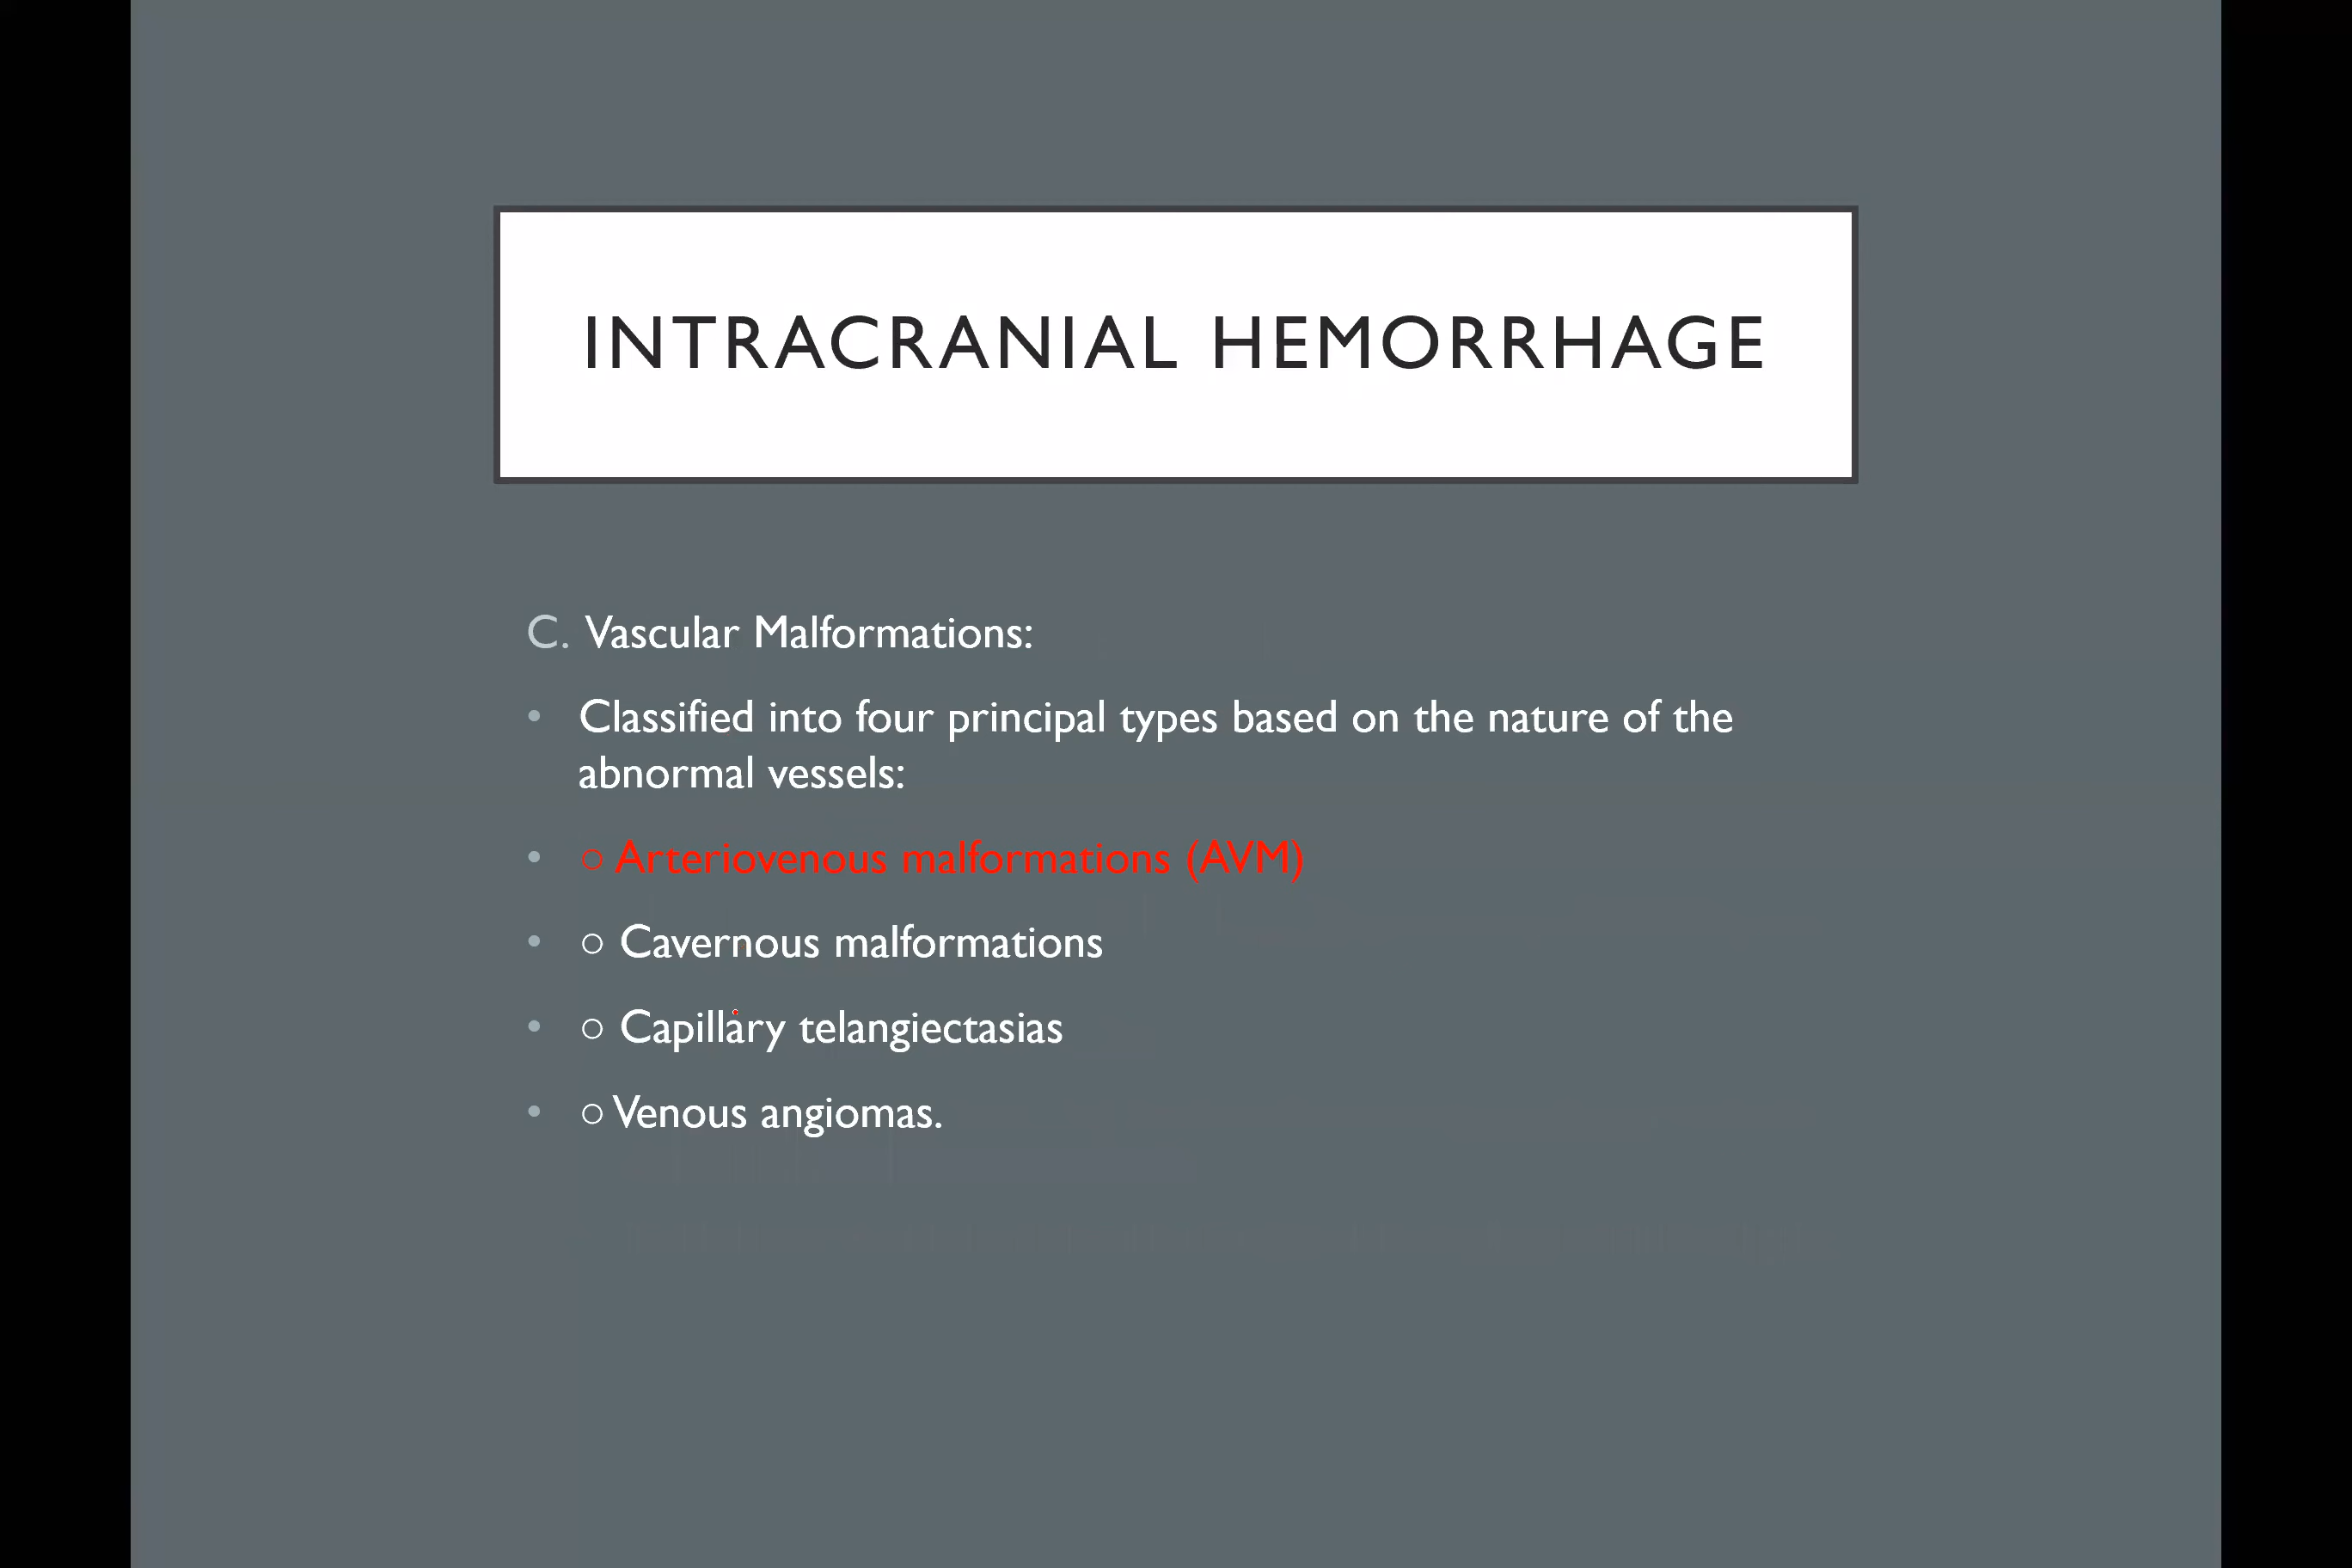 INTRACRANIAL HEMORRHAGE
C. Vascular Malformations:
• Classified into four principal types based on the nature of the
abnormal vessels:
• ○ Arteriovenous malformations (AVM)
• ○ Cavernous malformations
• ○ Capillary telangiectasias
• ○ Venous angiomas.